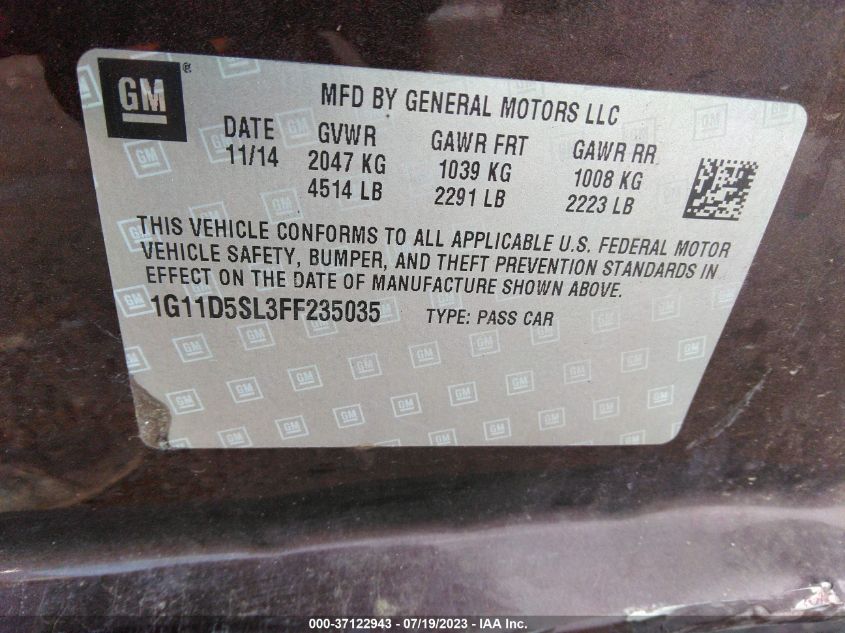 GM
MFD BY GENERAL MOTORS LLC
DATE GVWR GAWR FRT GAWR RR
11/14 2047 KG 1039 KG 1008 KG
4514 LB 2291 LB 2223 LB
THIS VEHICLE CONFORMS TO ALL APPLICABLE U.S. FEDERAL MOTOR
VEHICLE SAFETY, BUMPER, AND THEFT PREVENTION STANDARDS IN
EFFECT ON THE DATE OF MANUFACTURE SHOWN ABOVE.
1G11D5SL3FF235035 TYPE: PASS CAR
000-37122943 - 07/19/2023 - IAA Inc.